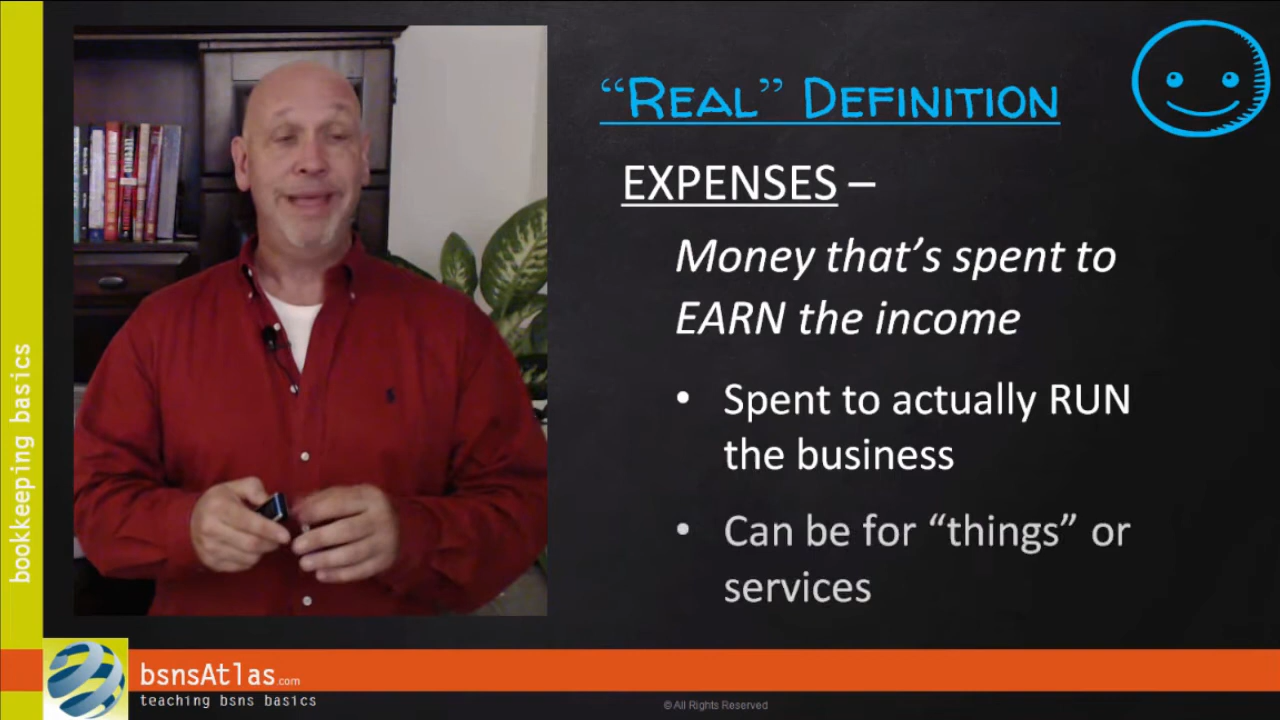 “REAL” DEFINITION
EXPENSES –
Money that’s spent to
EARN the income
• Spent to actually RUN
the business
• Can be for “things” or
services
bookkeeping basics
bsnsAtlas.com
teaching bsns basics
© All Rights Reserved